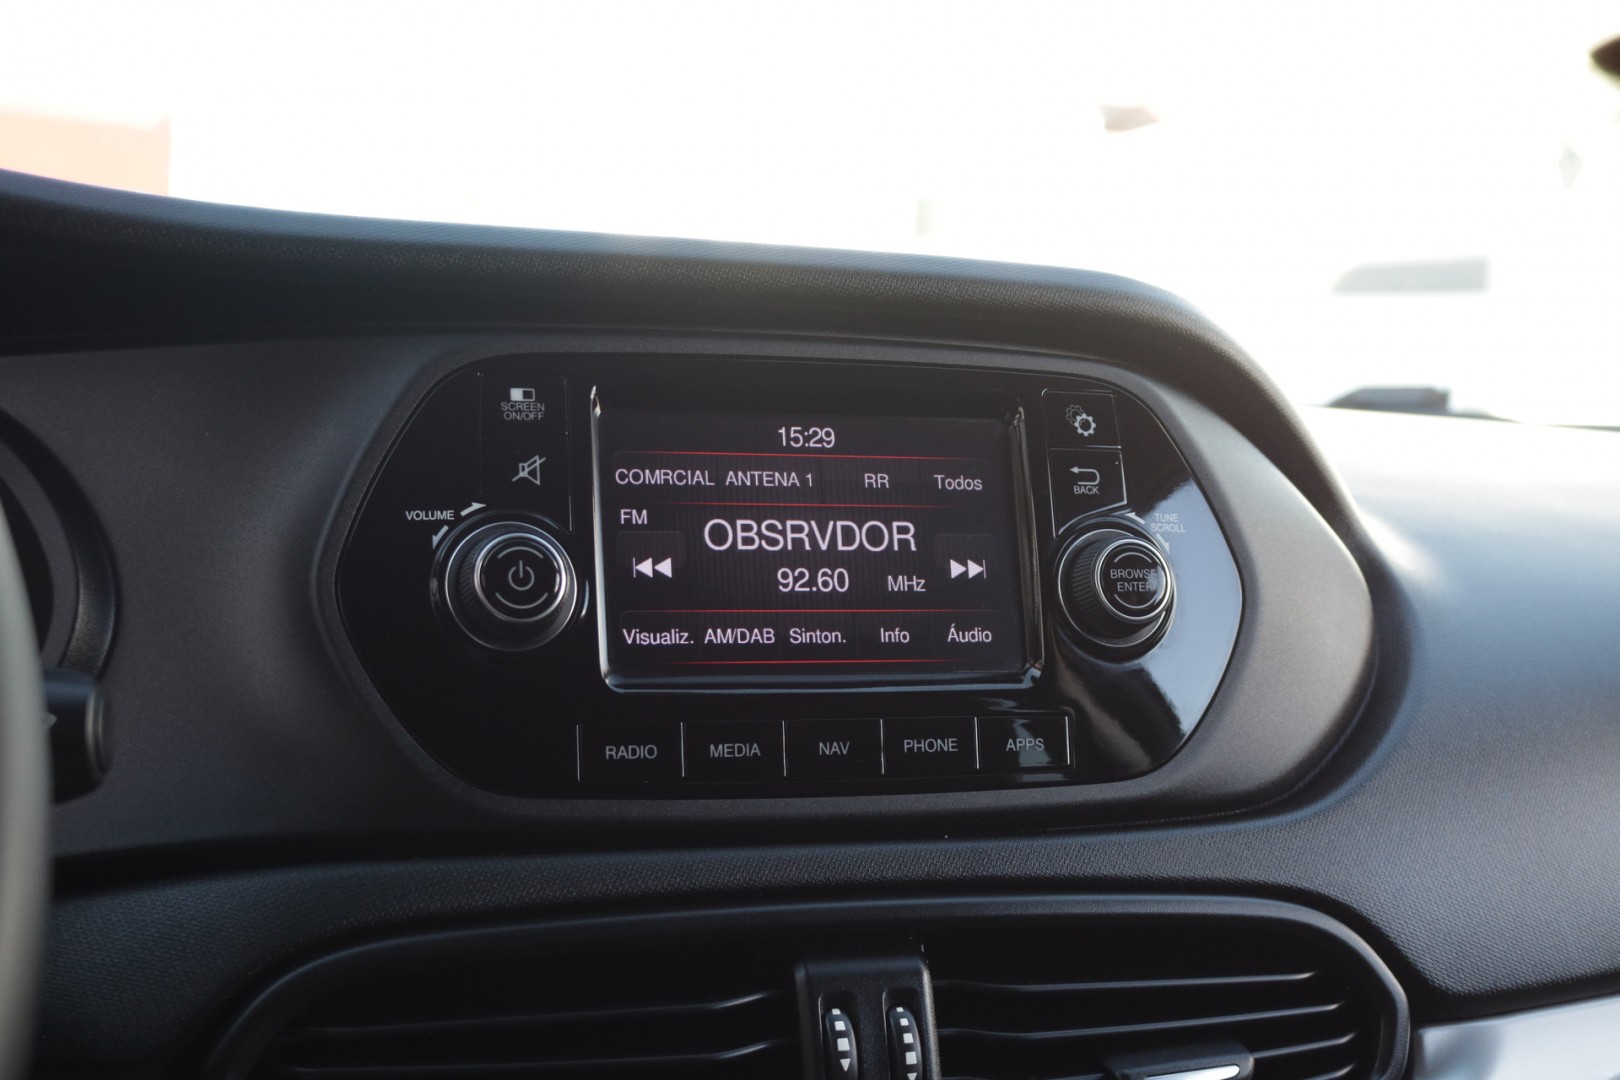 SCREEN
ON/OFF
VOLUME
15:29
COMRCIAL ANTENA 1 RR Todos
FM
OBSRVDOR
92.60 MHz
Visualiz. AM/DAB Sinton. Info Áudio
BACK
TUNE
SCROLL
BROWSE
ENTER
RADIO MEDIA NAV PHONE APPS